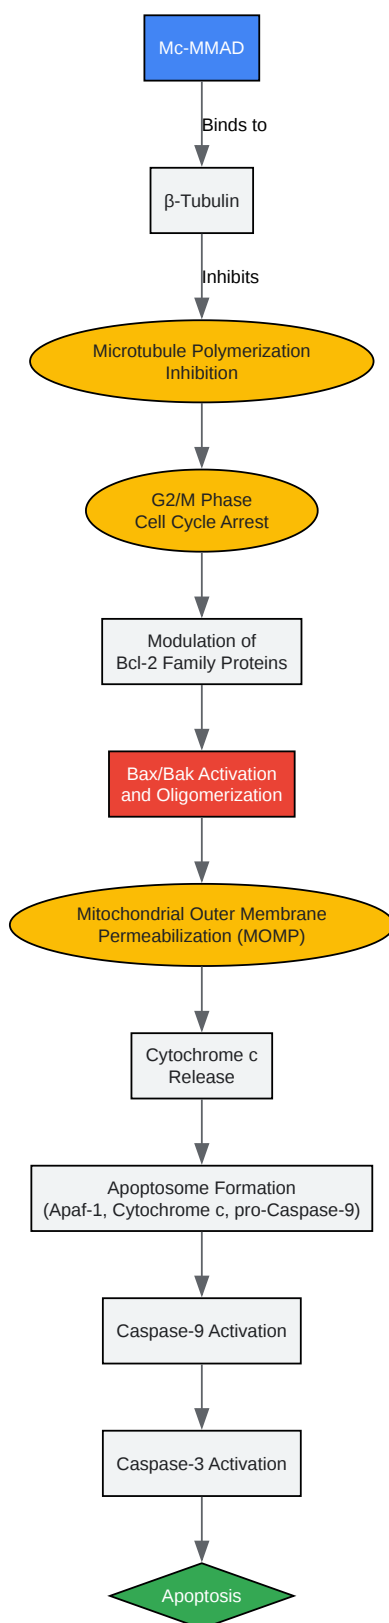 Mc-MMAD
Binds to
β-Tubulin
Inhibits
Microtubule Polymerization
Inhibition
G2/M Phase
Cell Cycle Arrest
Modulation of
Bcl-2 Family Proteins
Bax/Bak Activation
and Oligomerization
Mitochondrial Outer Membrane
Permeabilization (MOMP)
Cytochrome c
Release
Apoptosome Formation
(Apaf-1, Cytochrome c, pro-Caspase-9)
Caspase-9 Activation
Caspase-3 Activation
Apoptosis